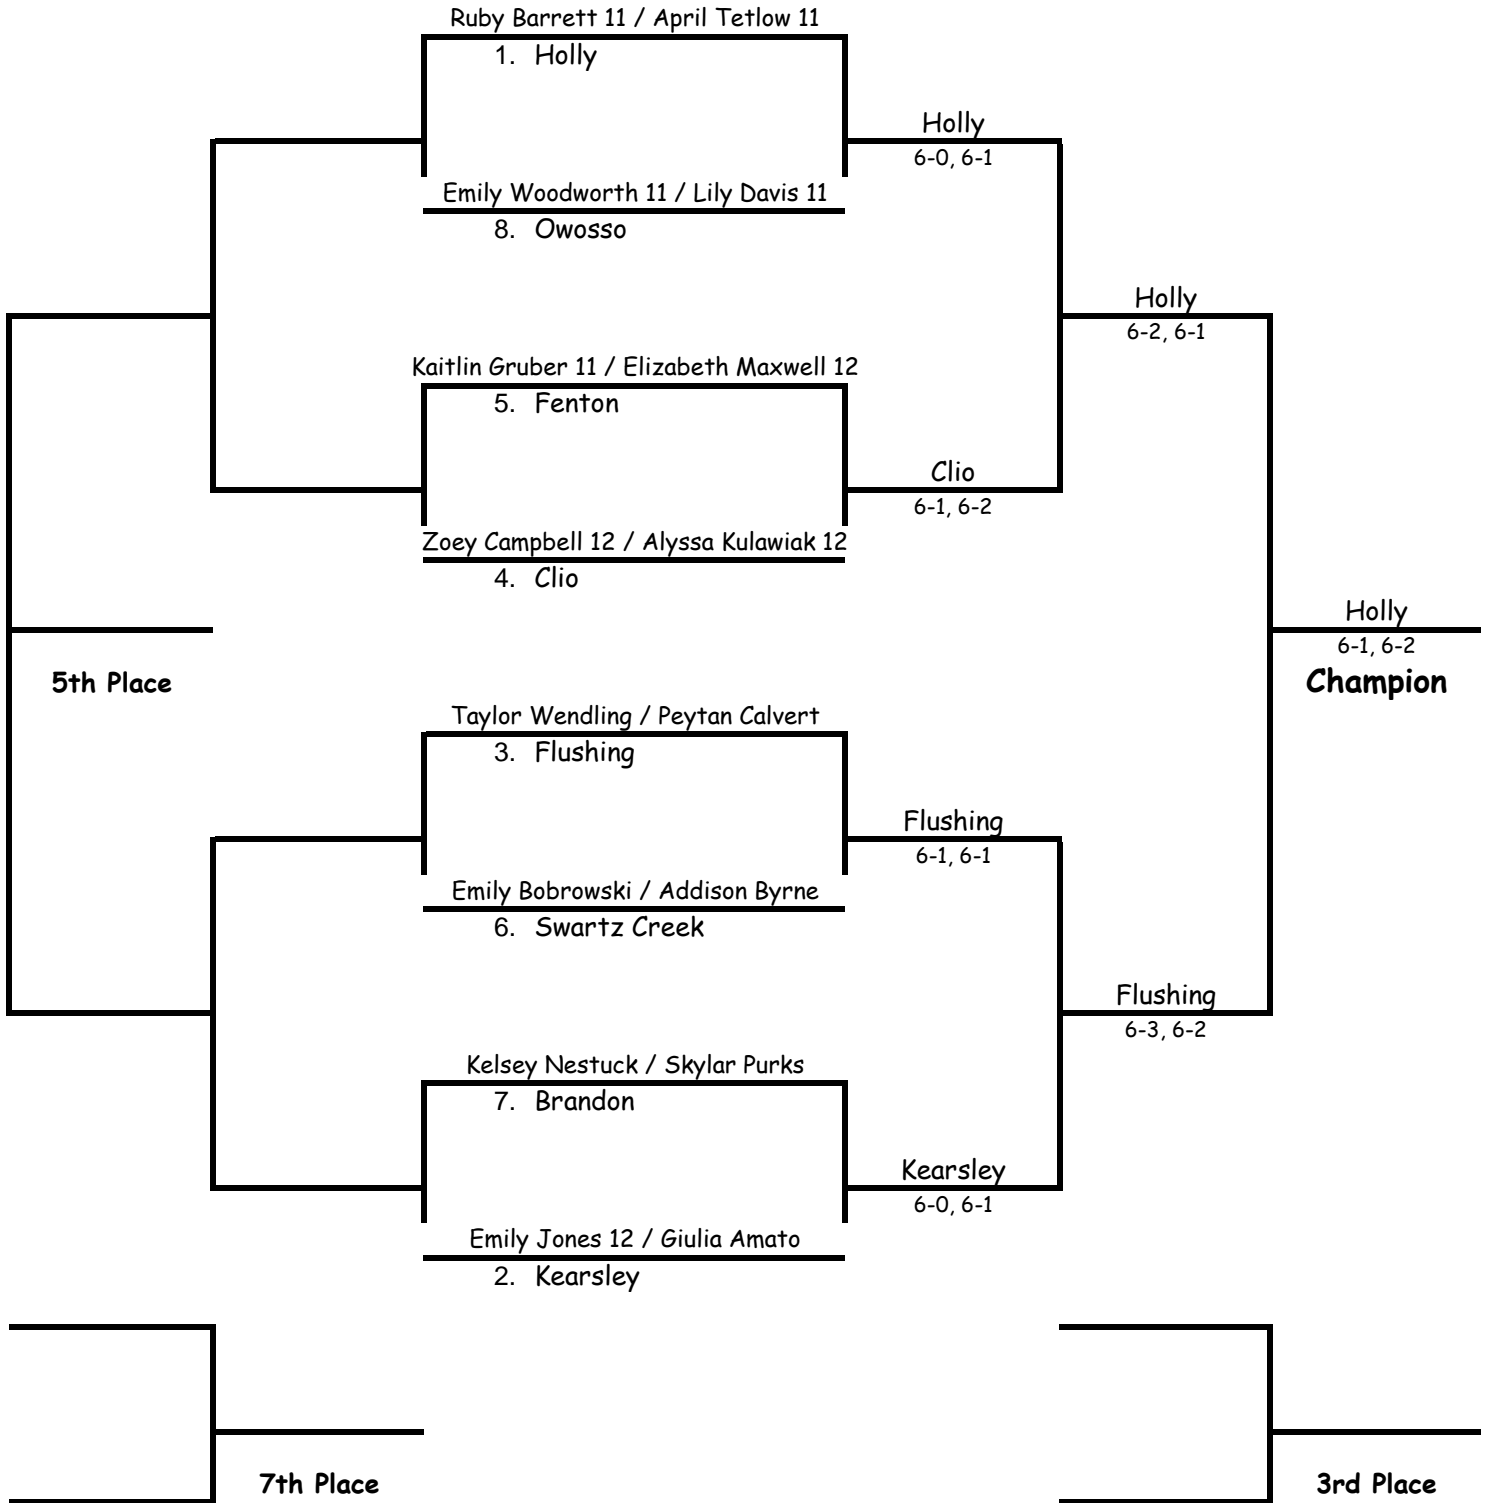 Ruby Barrett 11 / April Tetlow 11
1. Holly
Holly
6-0, 6-1
Emily Woodworth 11 / Lily Davis 11
8. Owosso
Holly
6-2, 6-1
Kaitlin Gruber 11 / Elizabeth Maxwell 12
5. Fenton
Clio
6-1, 6-2
Zoey Campbell 12 / Alyssa Kulawiak 12
4. Clio
Holly
6-1, 6-2
5th Place
Champion
Taylor Wendling / Peytan Calvert
3. Flushing
Flushing
6-1, 6-1
Emily Bobrowski / Addison Byrne
6. Swartz Creek
Flushing
6-3, 6-2
Kelsey Nestuck / Skylar Purks
7. Brandon
Kearsley
6-0, 6-1
Emily Jones 12 / Giulia Amato
2. Kearsley
7th Place
3rd Place